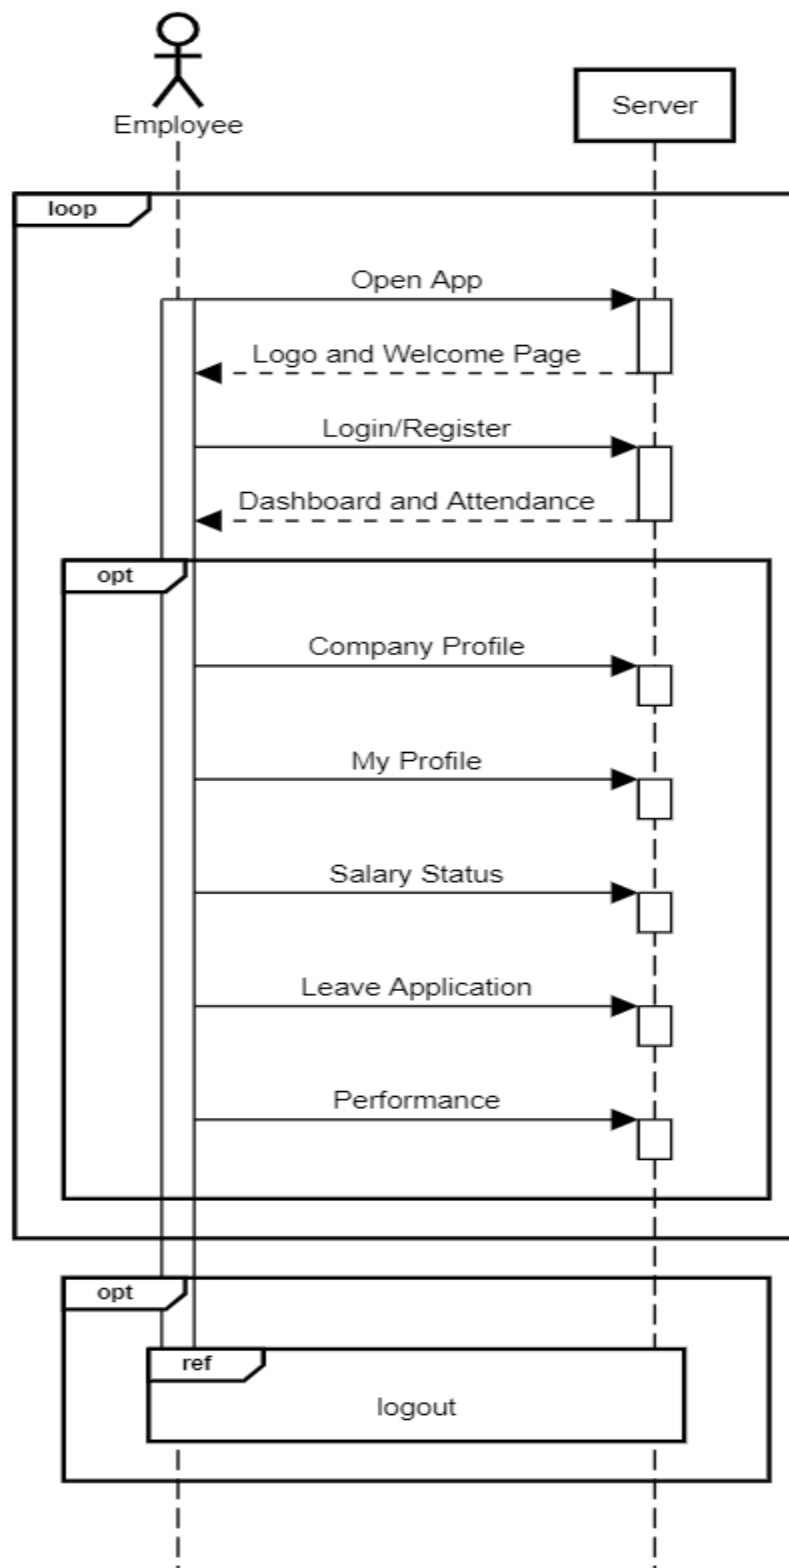 Employee
Server
loop
Open App
Logo and Welcome Page
Login/Register
Dashboard and Attendance
opt
Company Profile
My Profile
Salary Status
Leave Application
Performance
opt
ref
logout